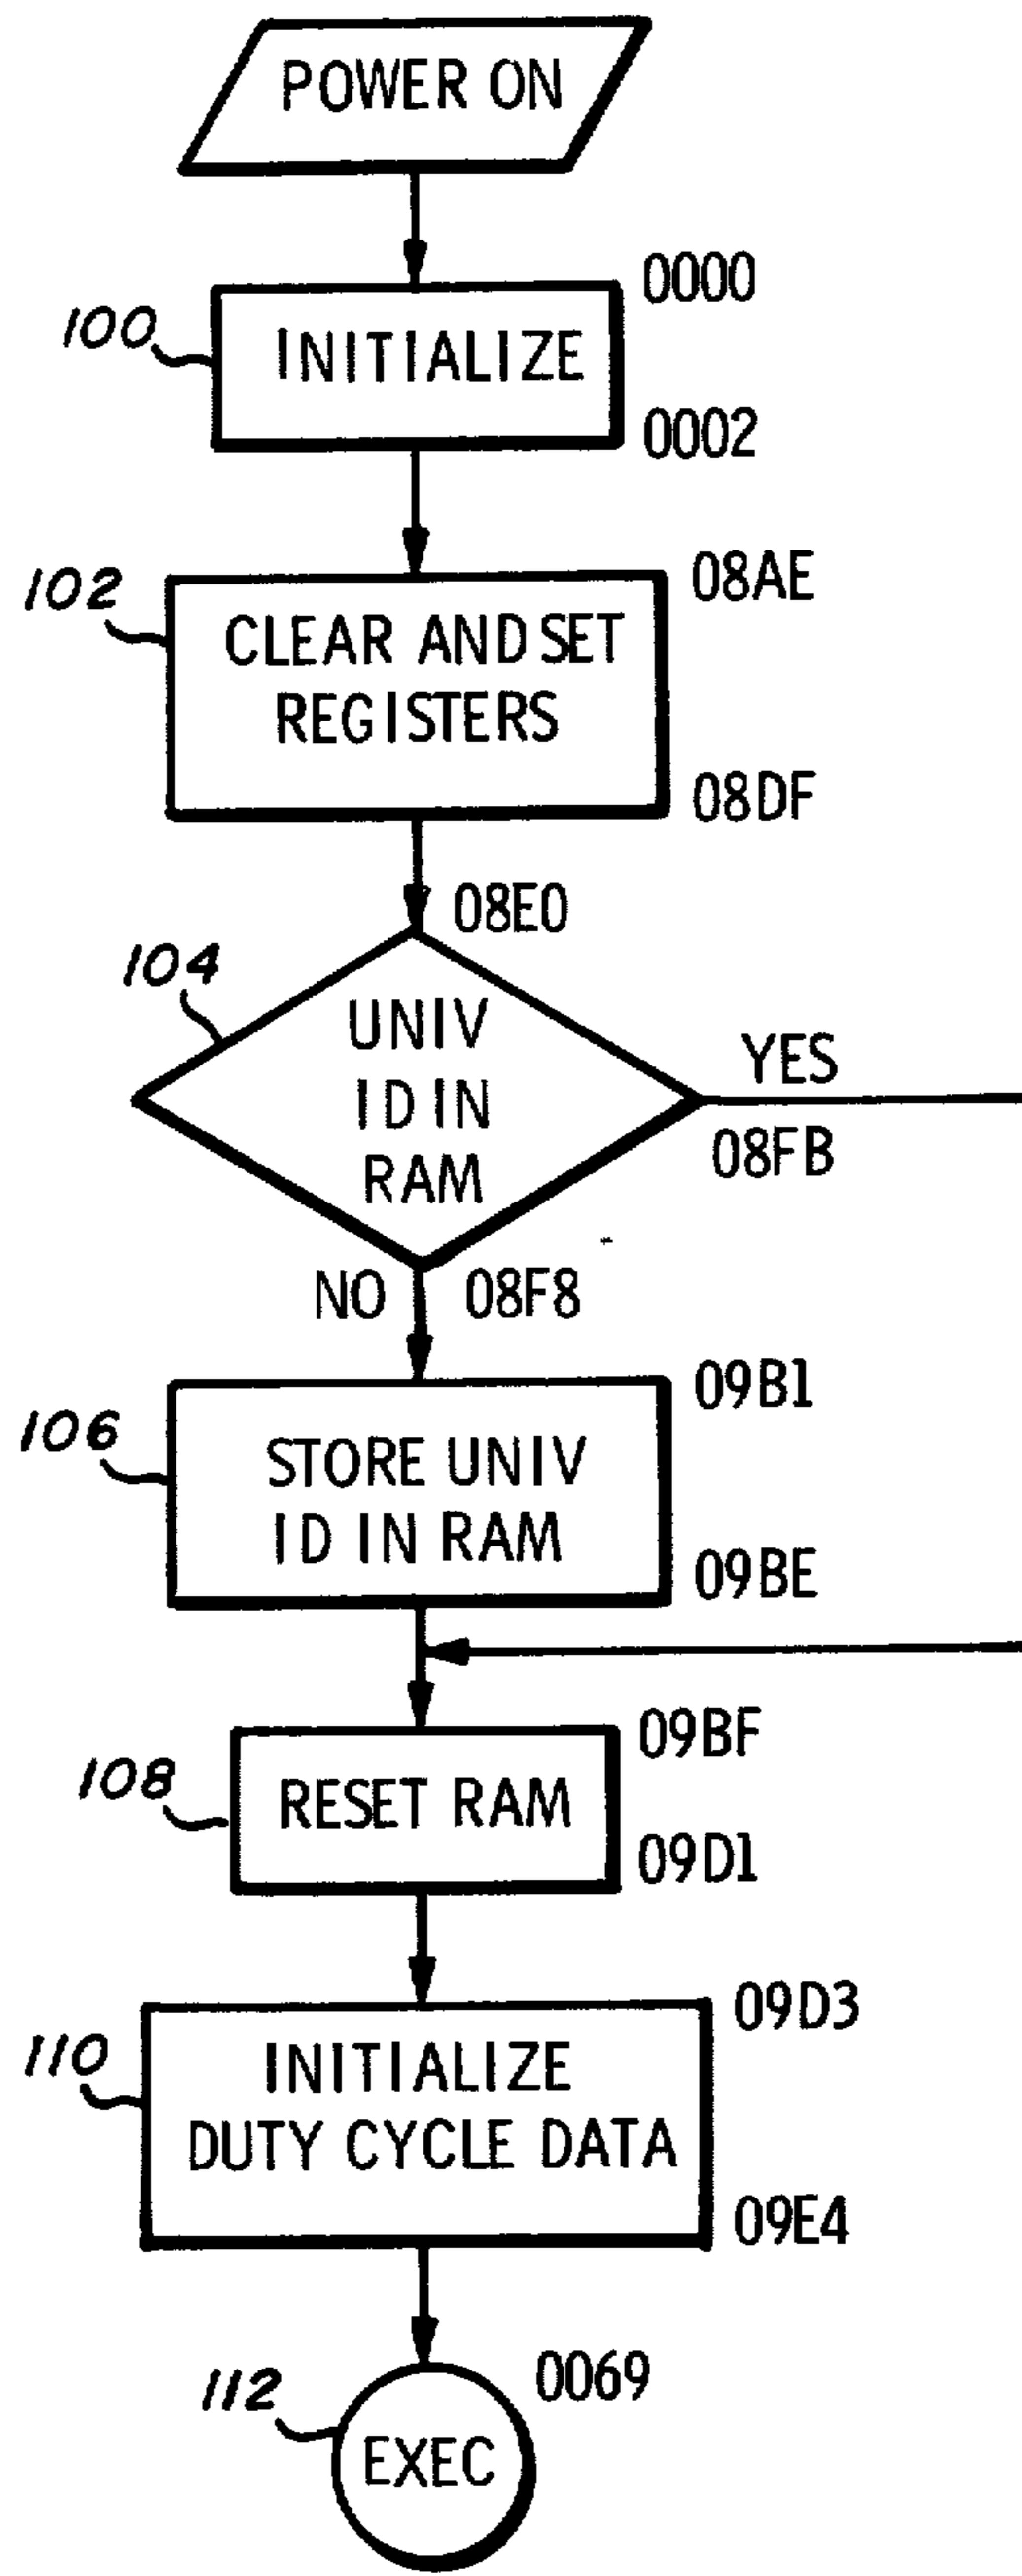 POWER ON
0000
100
INITIALIZE
0002
08AE
102
CLEAR AND SET
REGISTERS
08DF
08E0
104
UNIV
ID IN
RAM
YES
08FB
NO
08F8
09B1
106
STORE UNIV
ID IN RAM
09BE
09BF
108
RESET RAM
09D1
09D3
110
INITIALIZE
DUTY CYCLE DATA
09E4
0069
112
EXEC